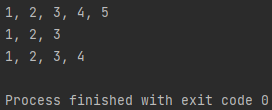 1, 2, 3, 4, 5
1, 2, 3
1, 2, 3, 4
Process finished with exit code 0